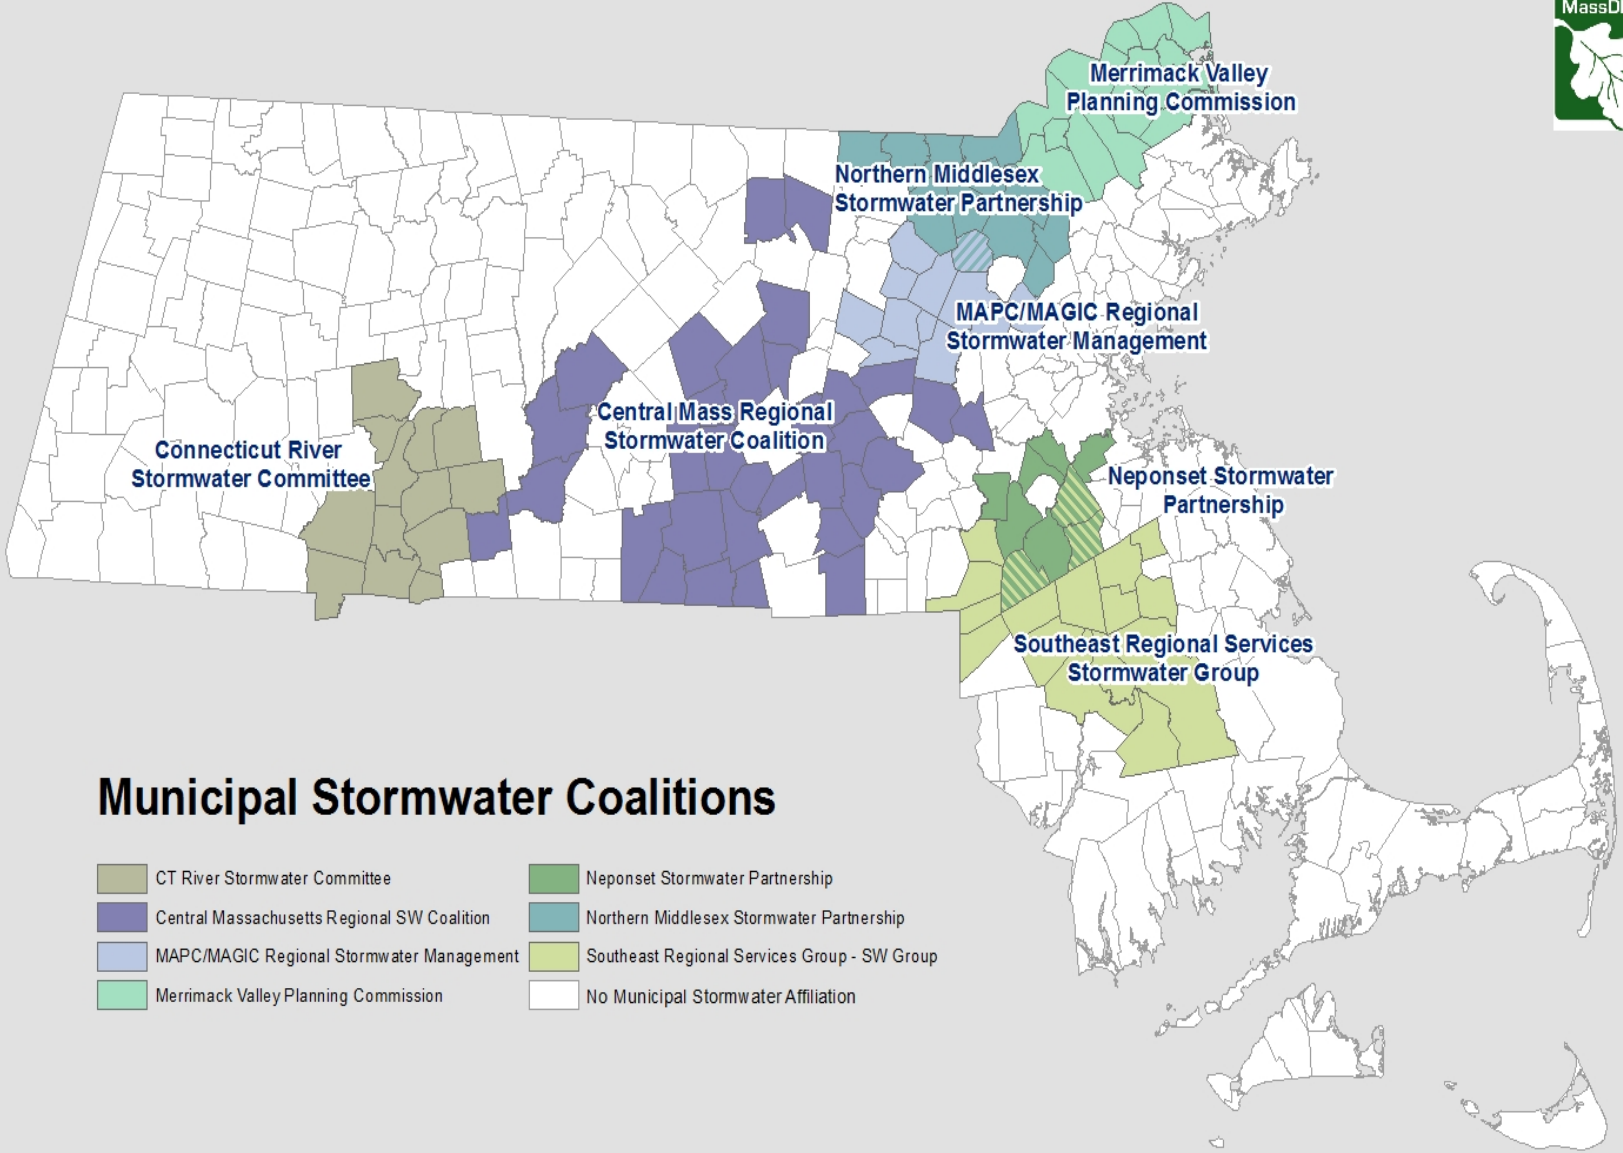 MassD
Merrimack Valley
Planning Commission
Northern Middlesex
Stormwater Partnership
MAPC/MAGIC Regional
Stormwater Management
Central Mass Regional
Stormwater Coalition
Connecticut River
Stormwater Committee
Neponset Stormwater
Partnership
Southeast Regional Services
Stormwater Group
Municipal Stormwater Coalitions
CT River Stormwater Committee
Central Massachusetts Regional SW Coalition
MAPC/MAGIC Regional Stormwater Management
Merrimack Valley Planning Commission
Neponset Stormwater Partnership
Northern Middlesex Stormwater Partnership
Southeast Regional Services Group - SW Group
No Municipal Stormwater Affiliation